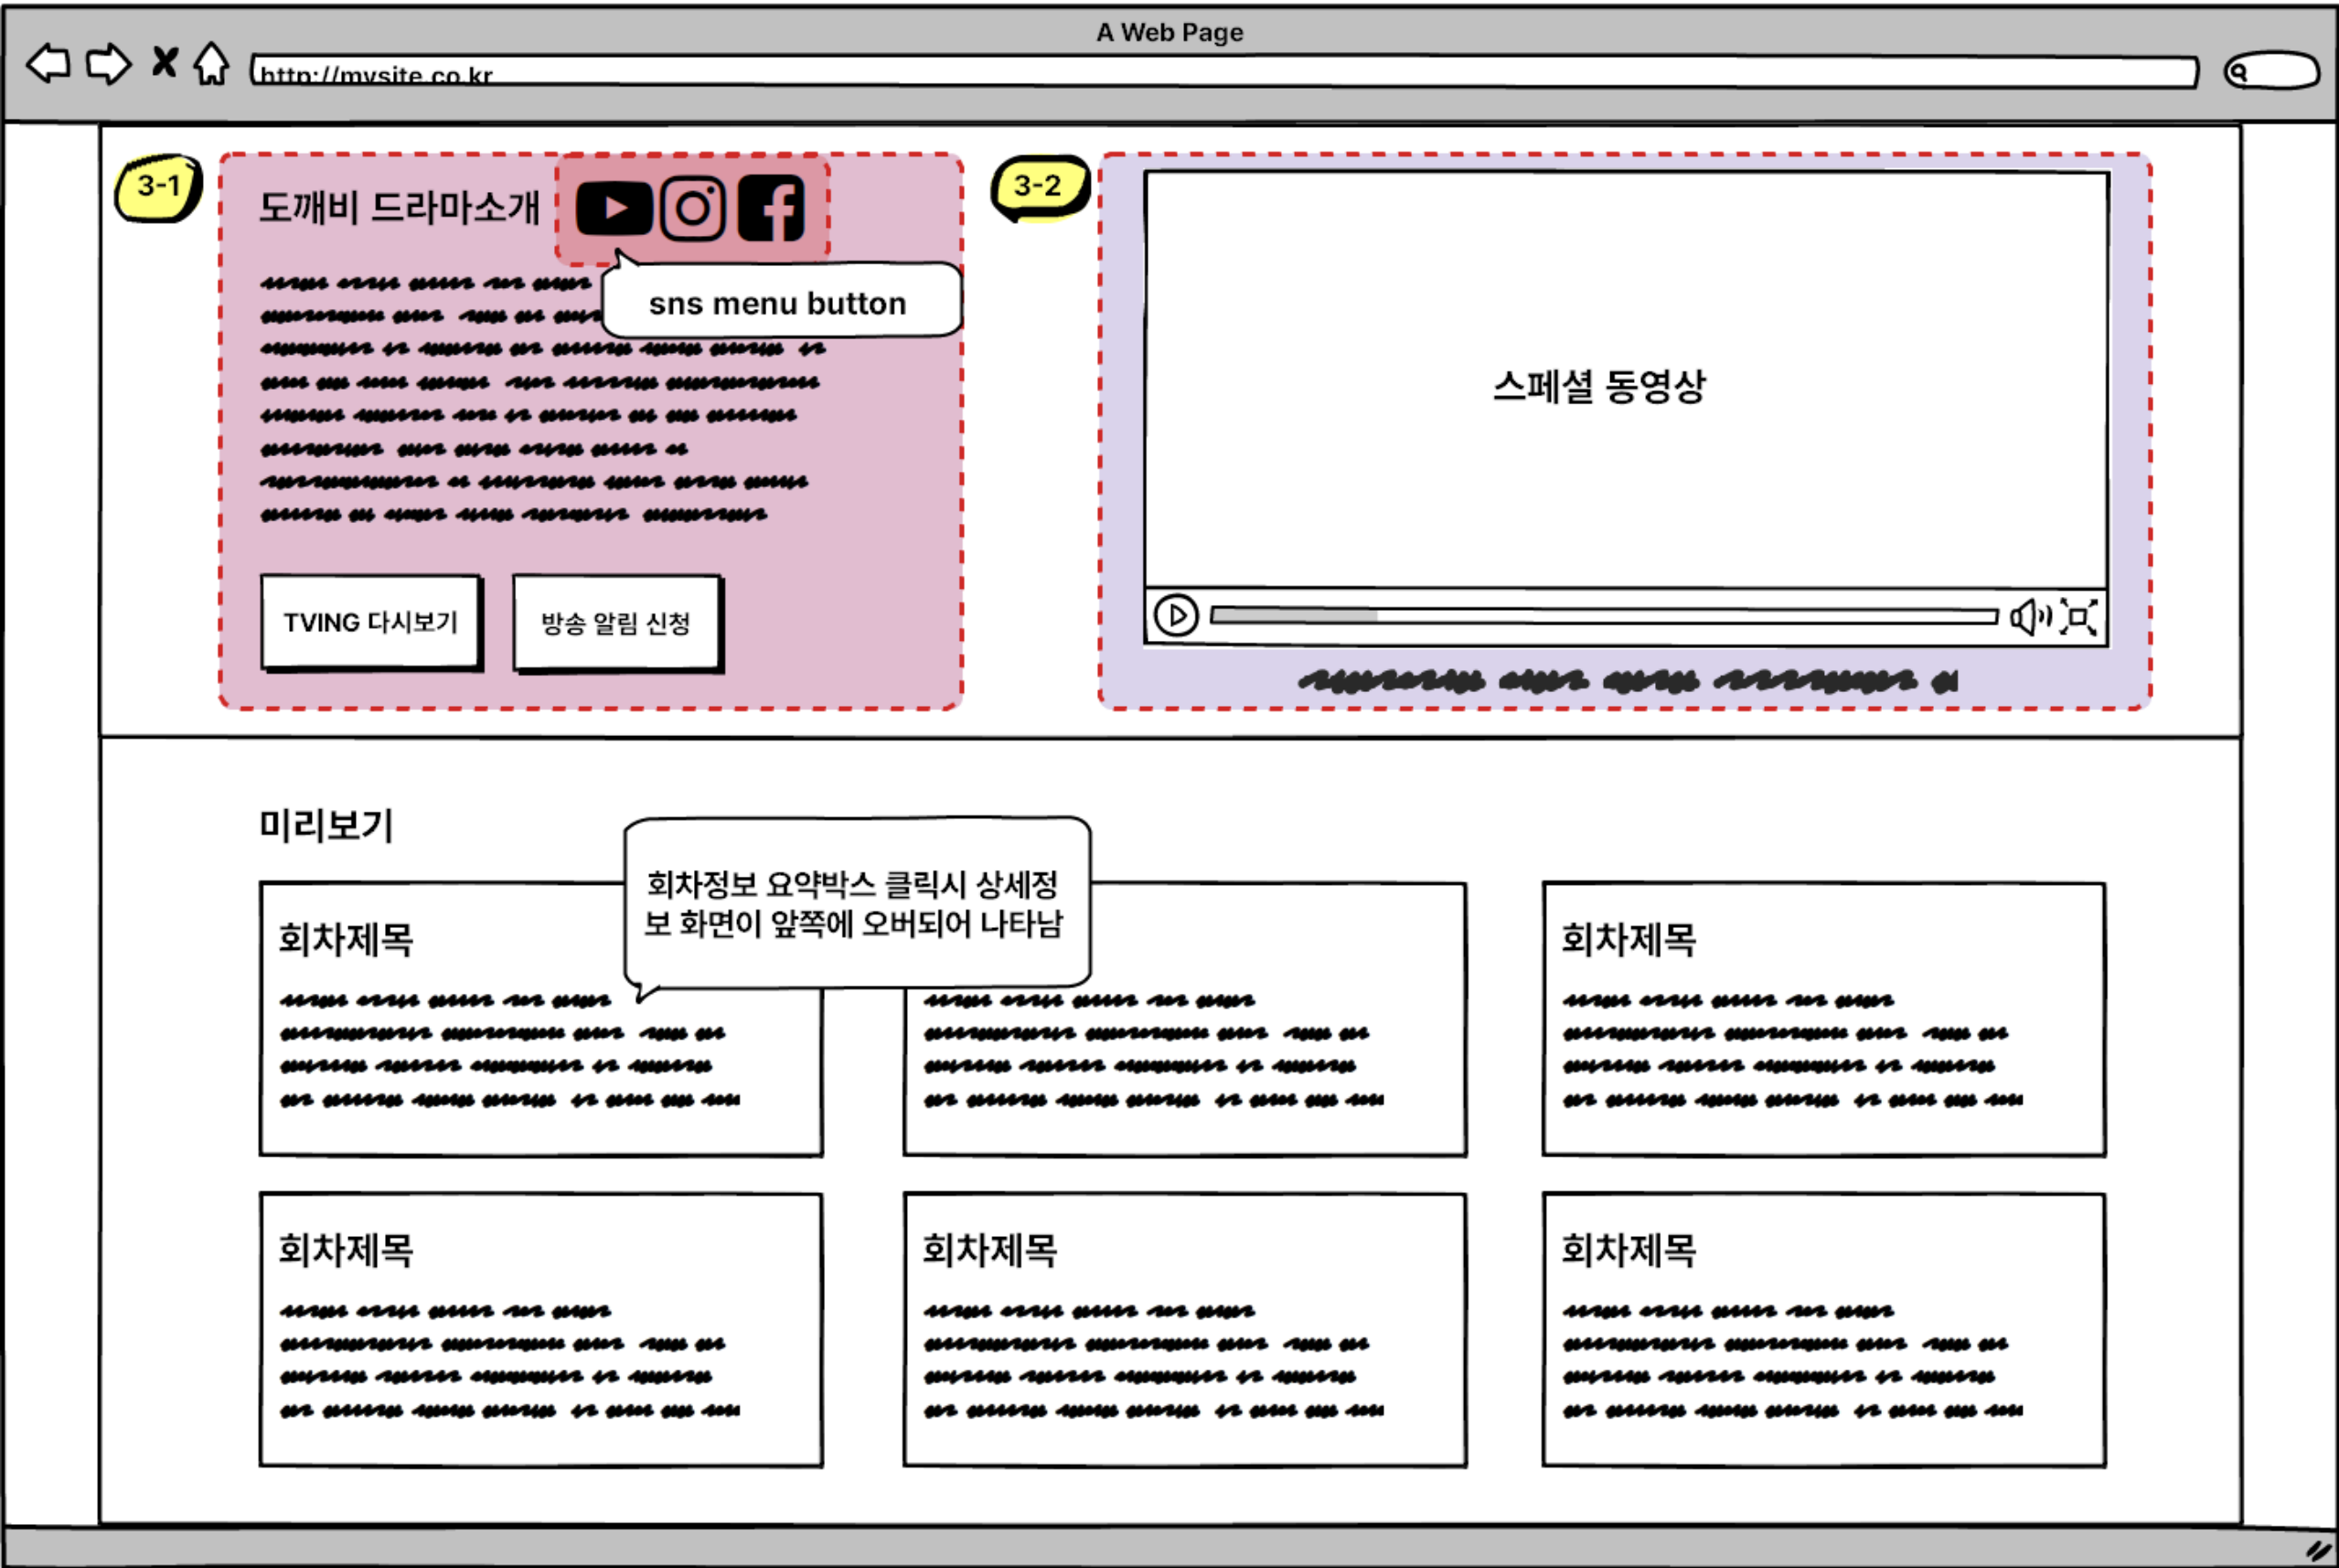 A Web Page
http://mysite.co.kr
3-1
도깨비 드라마소개
sns menu button
TVING 다시보기
방송 알림 신청
3-2
스페셜 동영상
미리보기
회차정보 요약박스 클릭시 상세정
보 화면이 앞쪽에 오버되어 나타남
회차제목
회차제목
회차제목
회차제목
회차제목